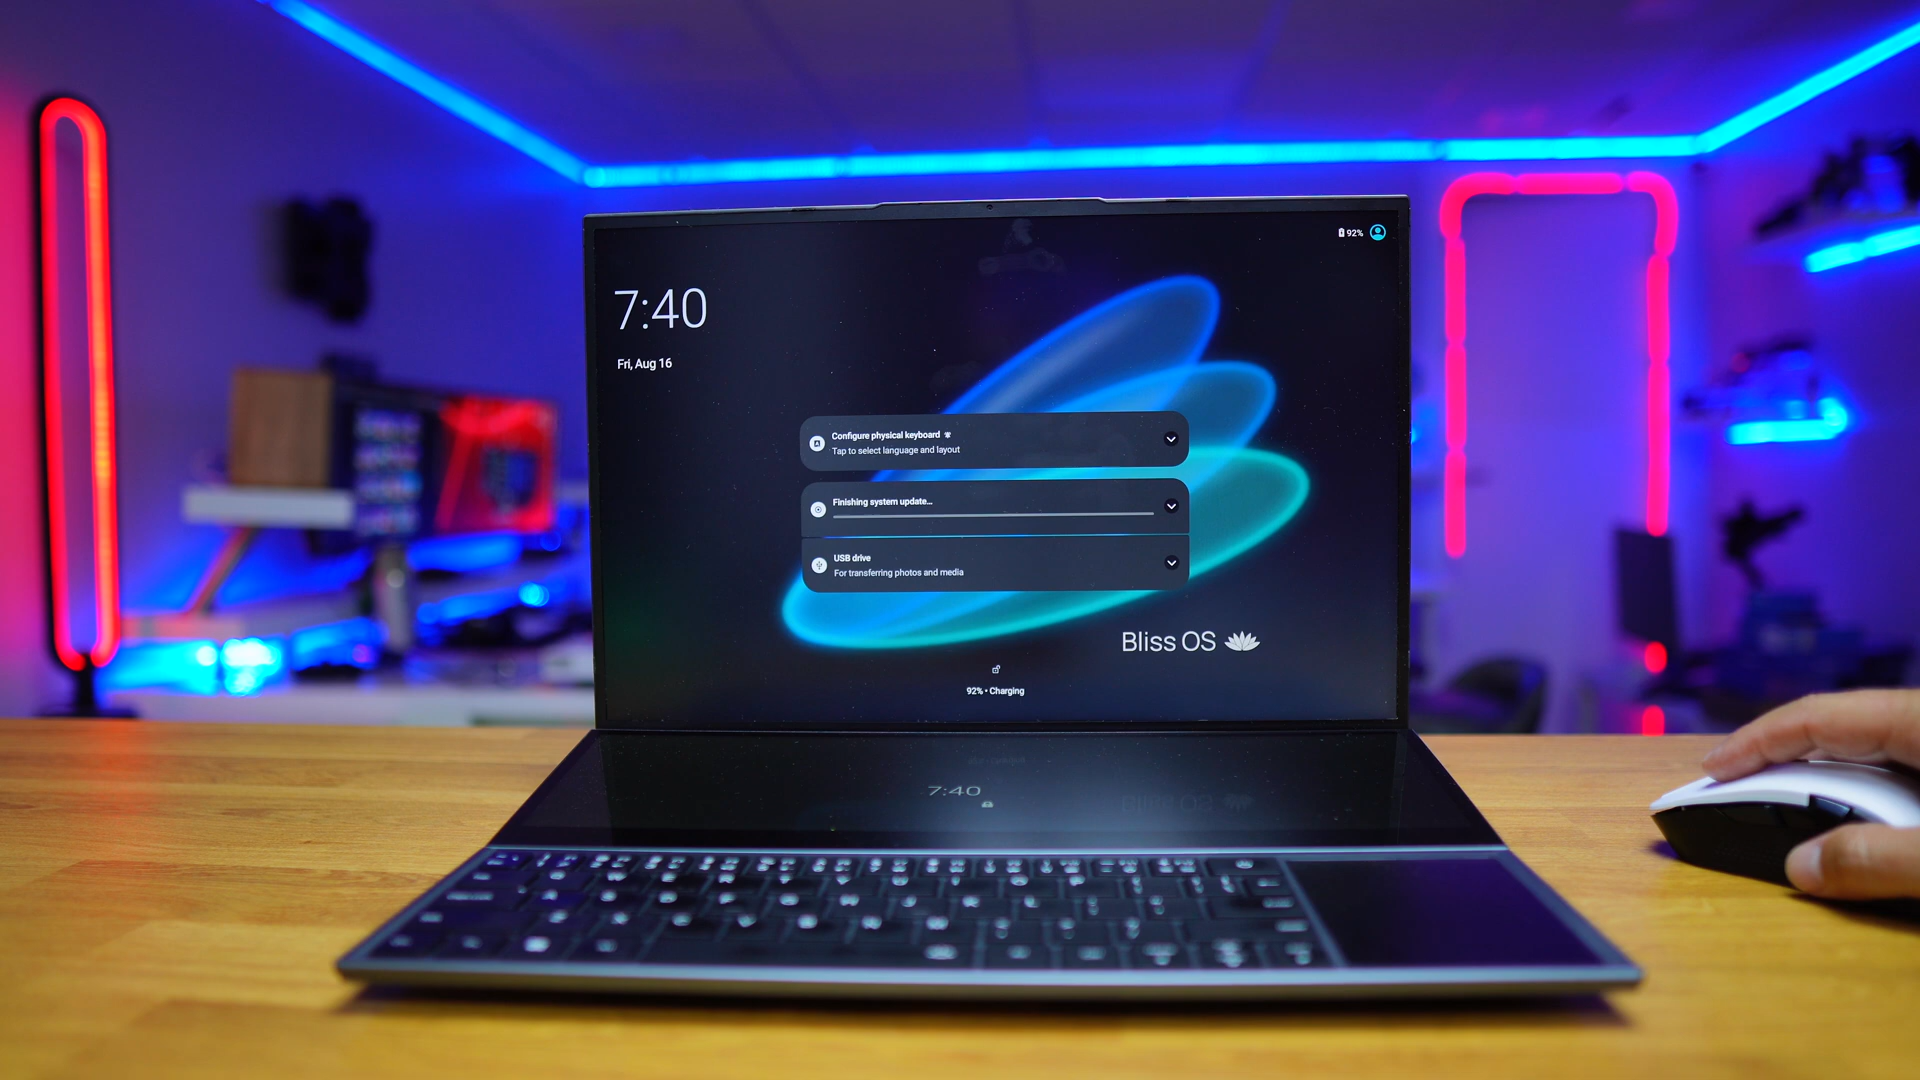 92%
7:40
Fri, Aug 16
Configure physical keyboard
Tap to select language and layout
Finishing system update...
USB drive
For transferring photos and media
Bliss OS
92% • Charging
7:40